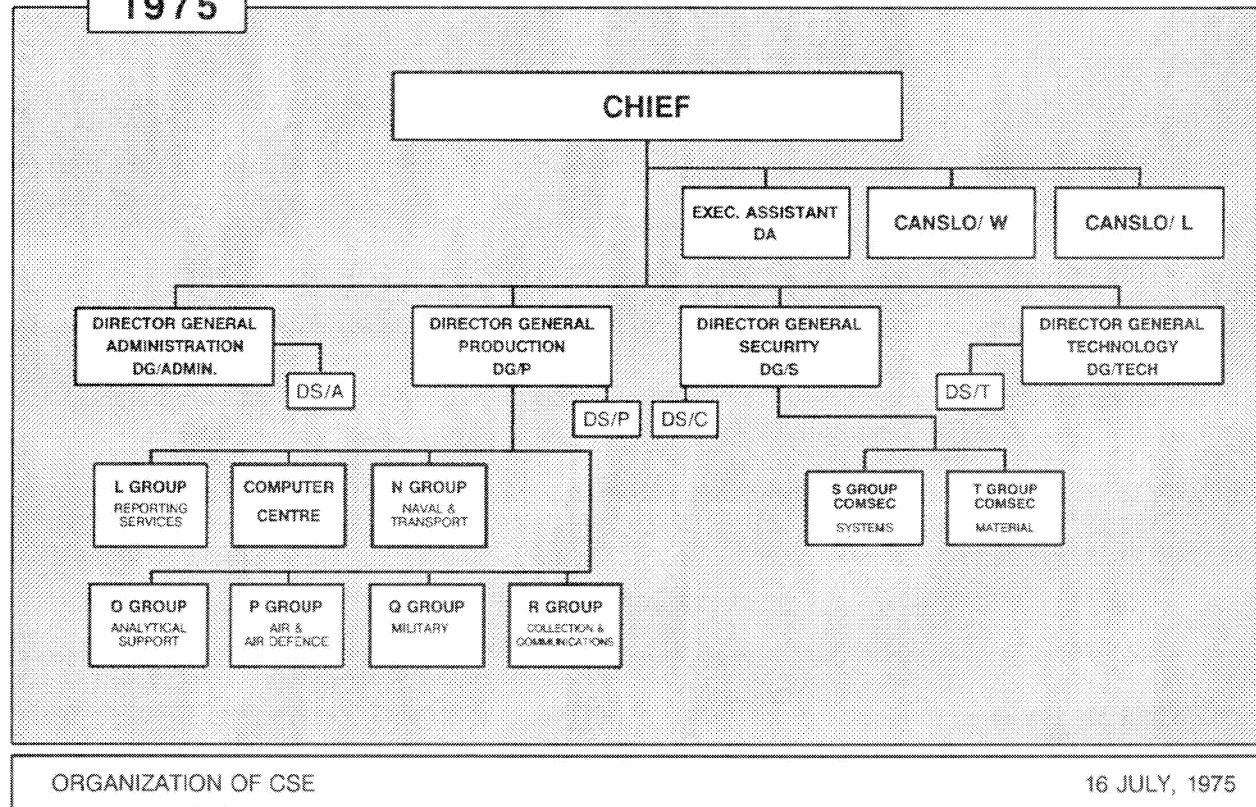 1975
CHIEF
EXEC. ASSISTANT
DA
CANSLO/ W
CANSLO/ L
DIRECTOR GENERAL
ADMINISTRATION
DG/ADMIN.
DS/A
DIRECTOR GENERAL
PRODUCTION
DG/P
DS/P
DIRECTOR GENERAL
SECURITY
DG/S
DS/C
DIRECTOR GENERAL
TECHNOLOGY
DG/TECH
DS/T
L GROUP
REPORTING
SERVICES
COMPUTER
CENTRE
N GROUP
NAVAL &
TRANSPORT
S GROUP
COMSEC
SYSTEMS
T GROUP
COMSEC
MATERIAL
O GROUP
ANALYTICAL
SUPPORT
P GROUP
AIR &
AIR DEFENCE
Q GROUP
MILITARY
R GROUP
COLLECTION &
COMMUNICATIONS
ORGANIZATION OF CSE
16 JULY, 1975